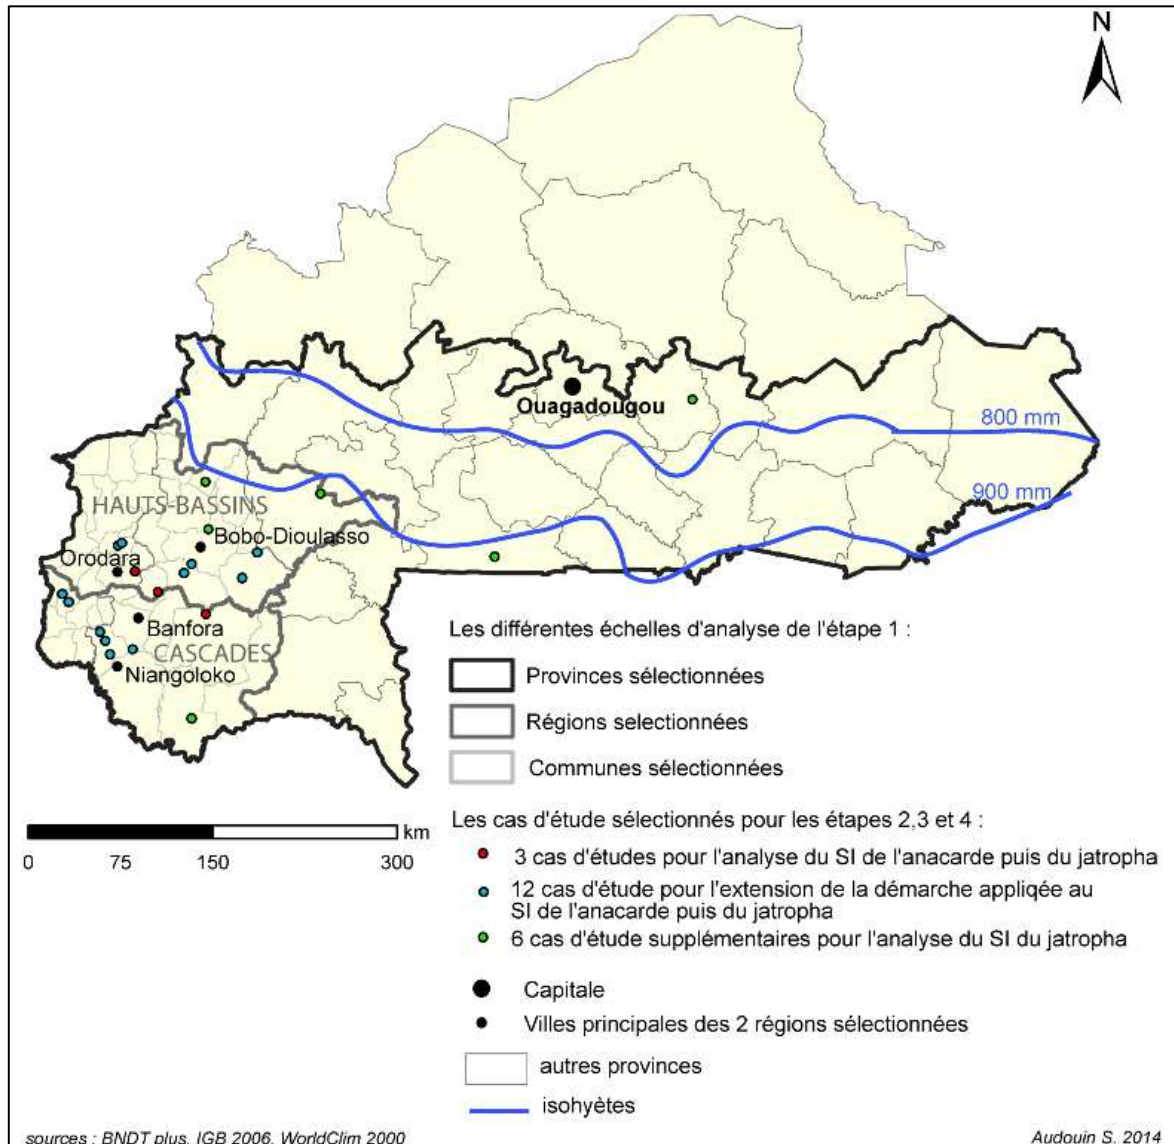 N
Ouagadougou
800 mm
900 mm
HAUTS-BASSINS
Bobo-Dioulasso
Orodara
Banfora
CASCADES
Niangoloko
Les différentes échelles d'analyse de l'étape 1 :
Provinces sélectionnées
Régions selectionnées
Communes sélectionnées
km
0 75 150 300
Les cas d'étude sélectionnés pour les étapes 2,3 et 4 :
3 cas d'études pour l'analyse du SI de l'anacarde puis du jatropha
12 cas d'étude pour l'extension de la démarche appliqée au
SI de l'anacarde puis du jatropha
6 cas d'étude supplémentaires pour l'analyse du SI du jatropha
Capitale
Villes principales des 2 régions sélectionnées
autres provinces
isohyètes
sources : BNDT plus, IGB 2006, WorldClim 2000
Audouin S. 2014